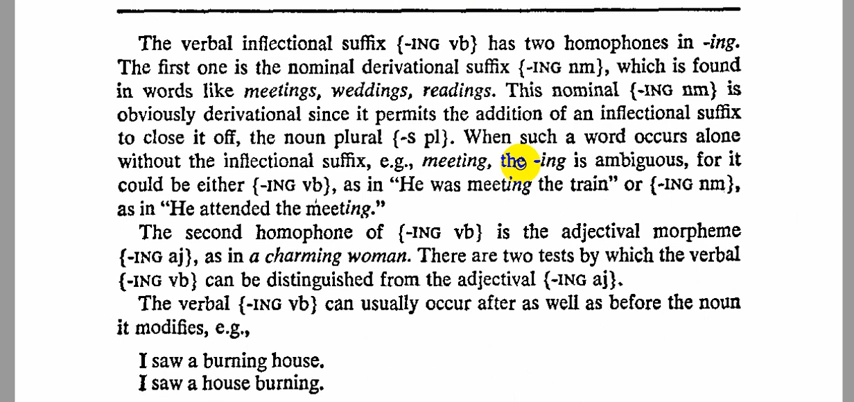 The verbal inflectional suffix {-ING vb} has two homophones in -ing.
The first one is the nominal derivational suffix {-ING nm}, which is found
in words like meetings, weddings, readings. This nominal {-ING nm} is
obviously derivational since it permits the addition of an inflectional suffix
to close it off, the noun plural {-S pl}. When such a word occurs alone
without the inflectional suffix, e.g., meeting, the -ing is ambiguous, for it
could be either {-ING vb}, as in “He was meeting the train” or {-ING nm},
as in “He attended the meeting.”
The second homophone of {-ING vb} is the adjectival morpheme
{-ING aj}, as in a charming woman. There are two tests by which the verbal
{-ING vb} can be distinguished from the adjectival {-ING aj}.
The verbal {-ING vb} can usually occur after as well as before the noun
it modifies, e.g.,
I saw a burning house.
I saw a house burning.